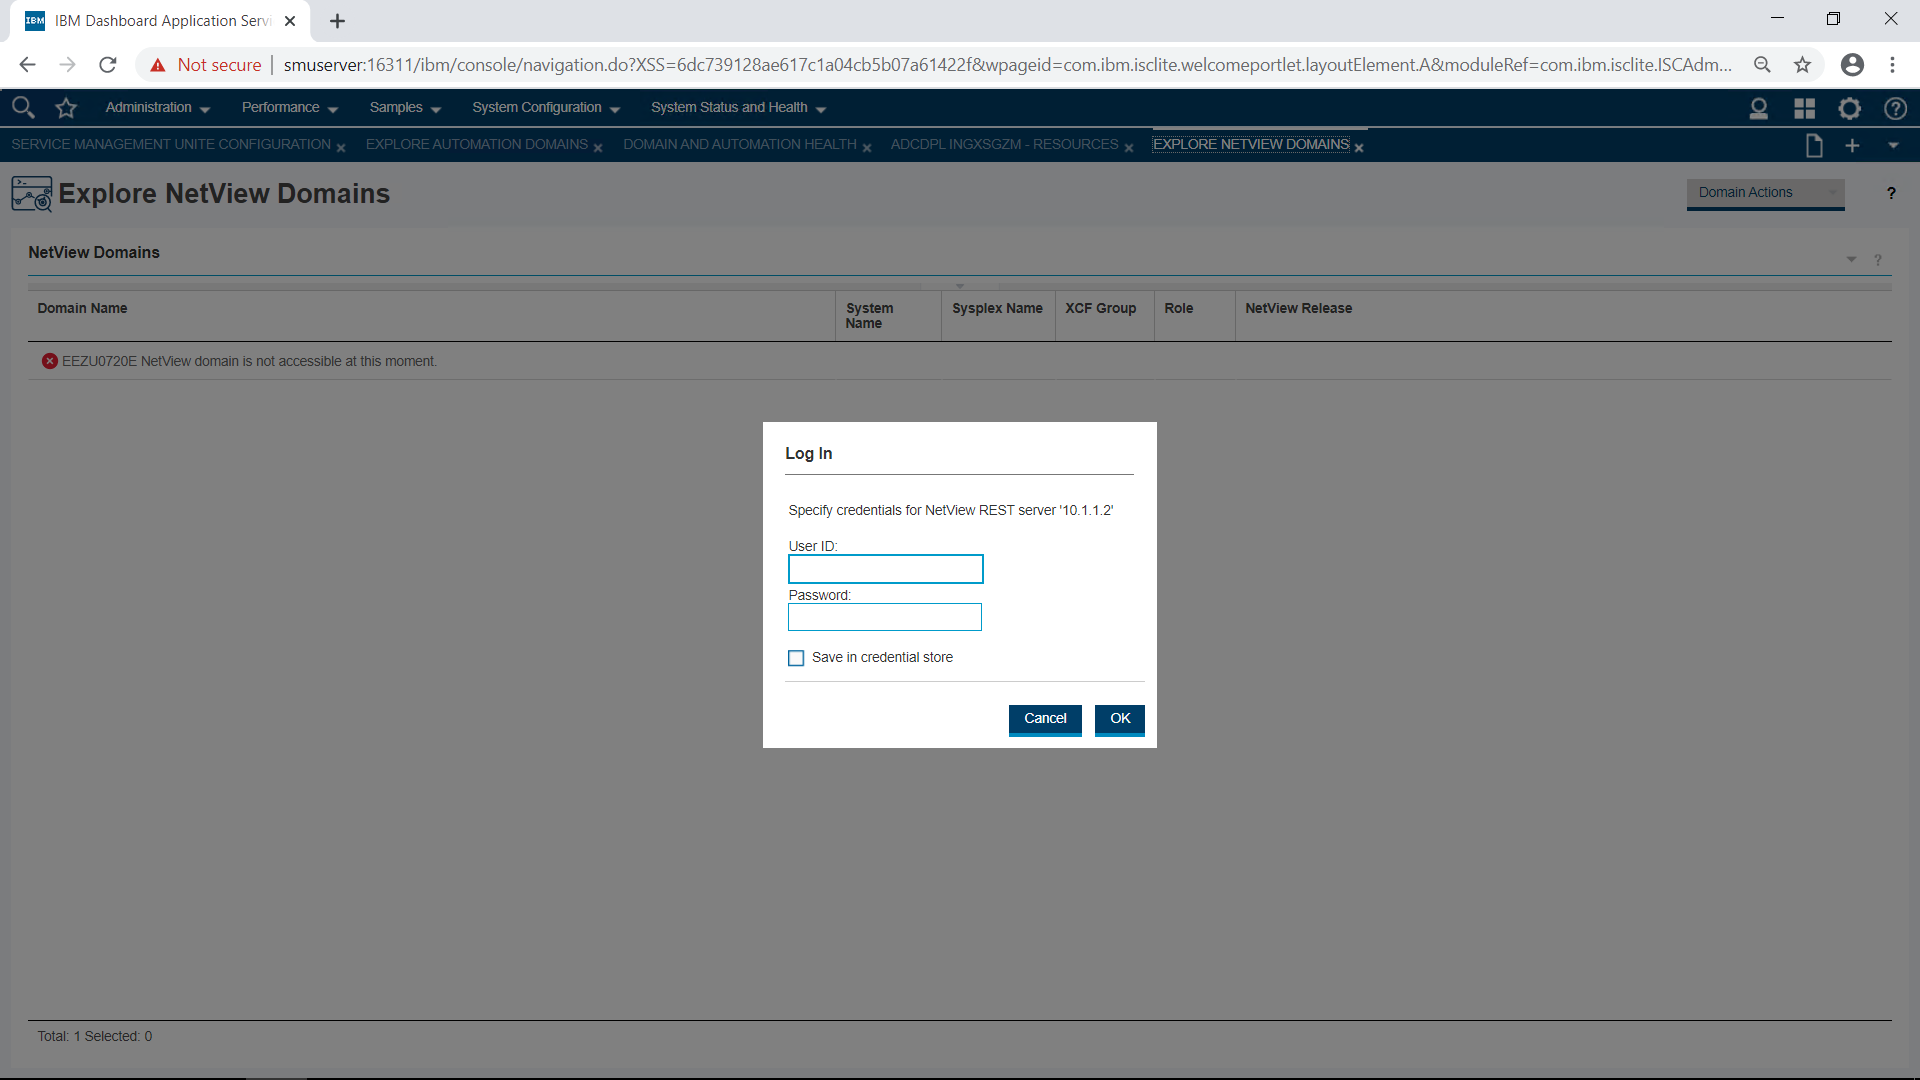 IBM Dashboard Application Servi
Not secure
smuserver:16311/ibm/console/navigation.do?XSS=6dc739128ae617c1a04cb5b07a61422f&wpageid=com.ibm.isclite.welcomeportlet.layoutElement.A&moduleRef=com.ibm.isclite.ISCAdm...
Administration Performance Samples System Configuration System Status and Health
SERVICE MANAGEMENT UNITE CONFIGURATION EXPLORE AUTOMATION DOMAINS DOMAIN AND AUTOMATION HEALTH ADCDPL INGXSGZM - RESOURCES EXPLORE NETVIEW DOMAINS
Explore NetView Domains
Domain Actions
?
NetView Domains
?
Domain Name System Name Sysplex Name XCF Group Role NetView Release
EEZU0720E NetView domain is not accessible at this moment.
Log In
Specify credentials for NetView REST server '10.1.1.2'
User ID:
Password:
Save in credential store
Cancel OK
Total: 1 Selected: 0